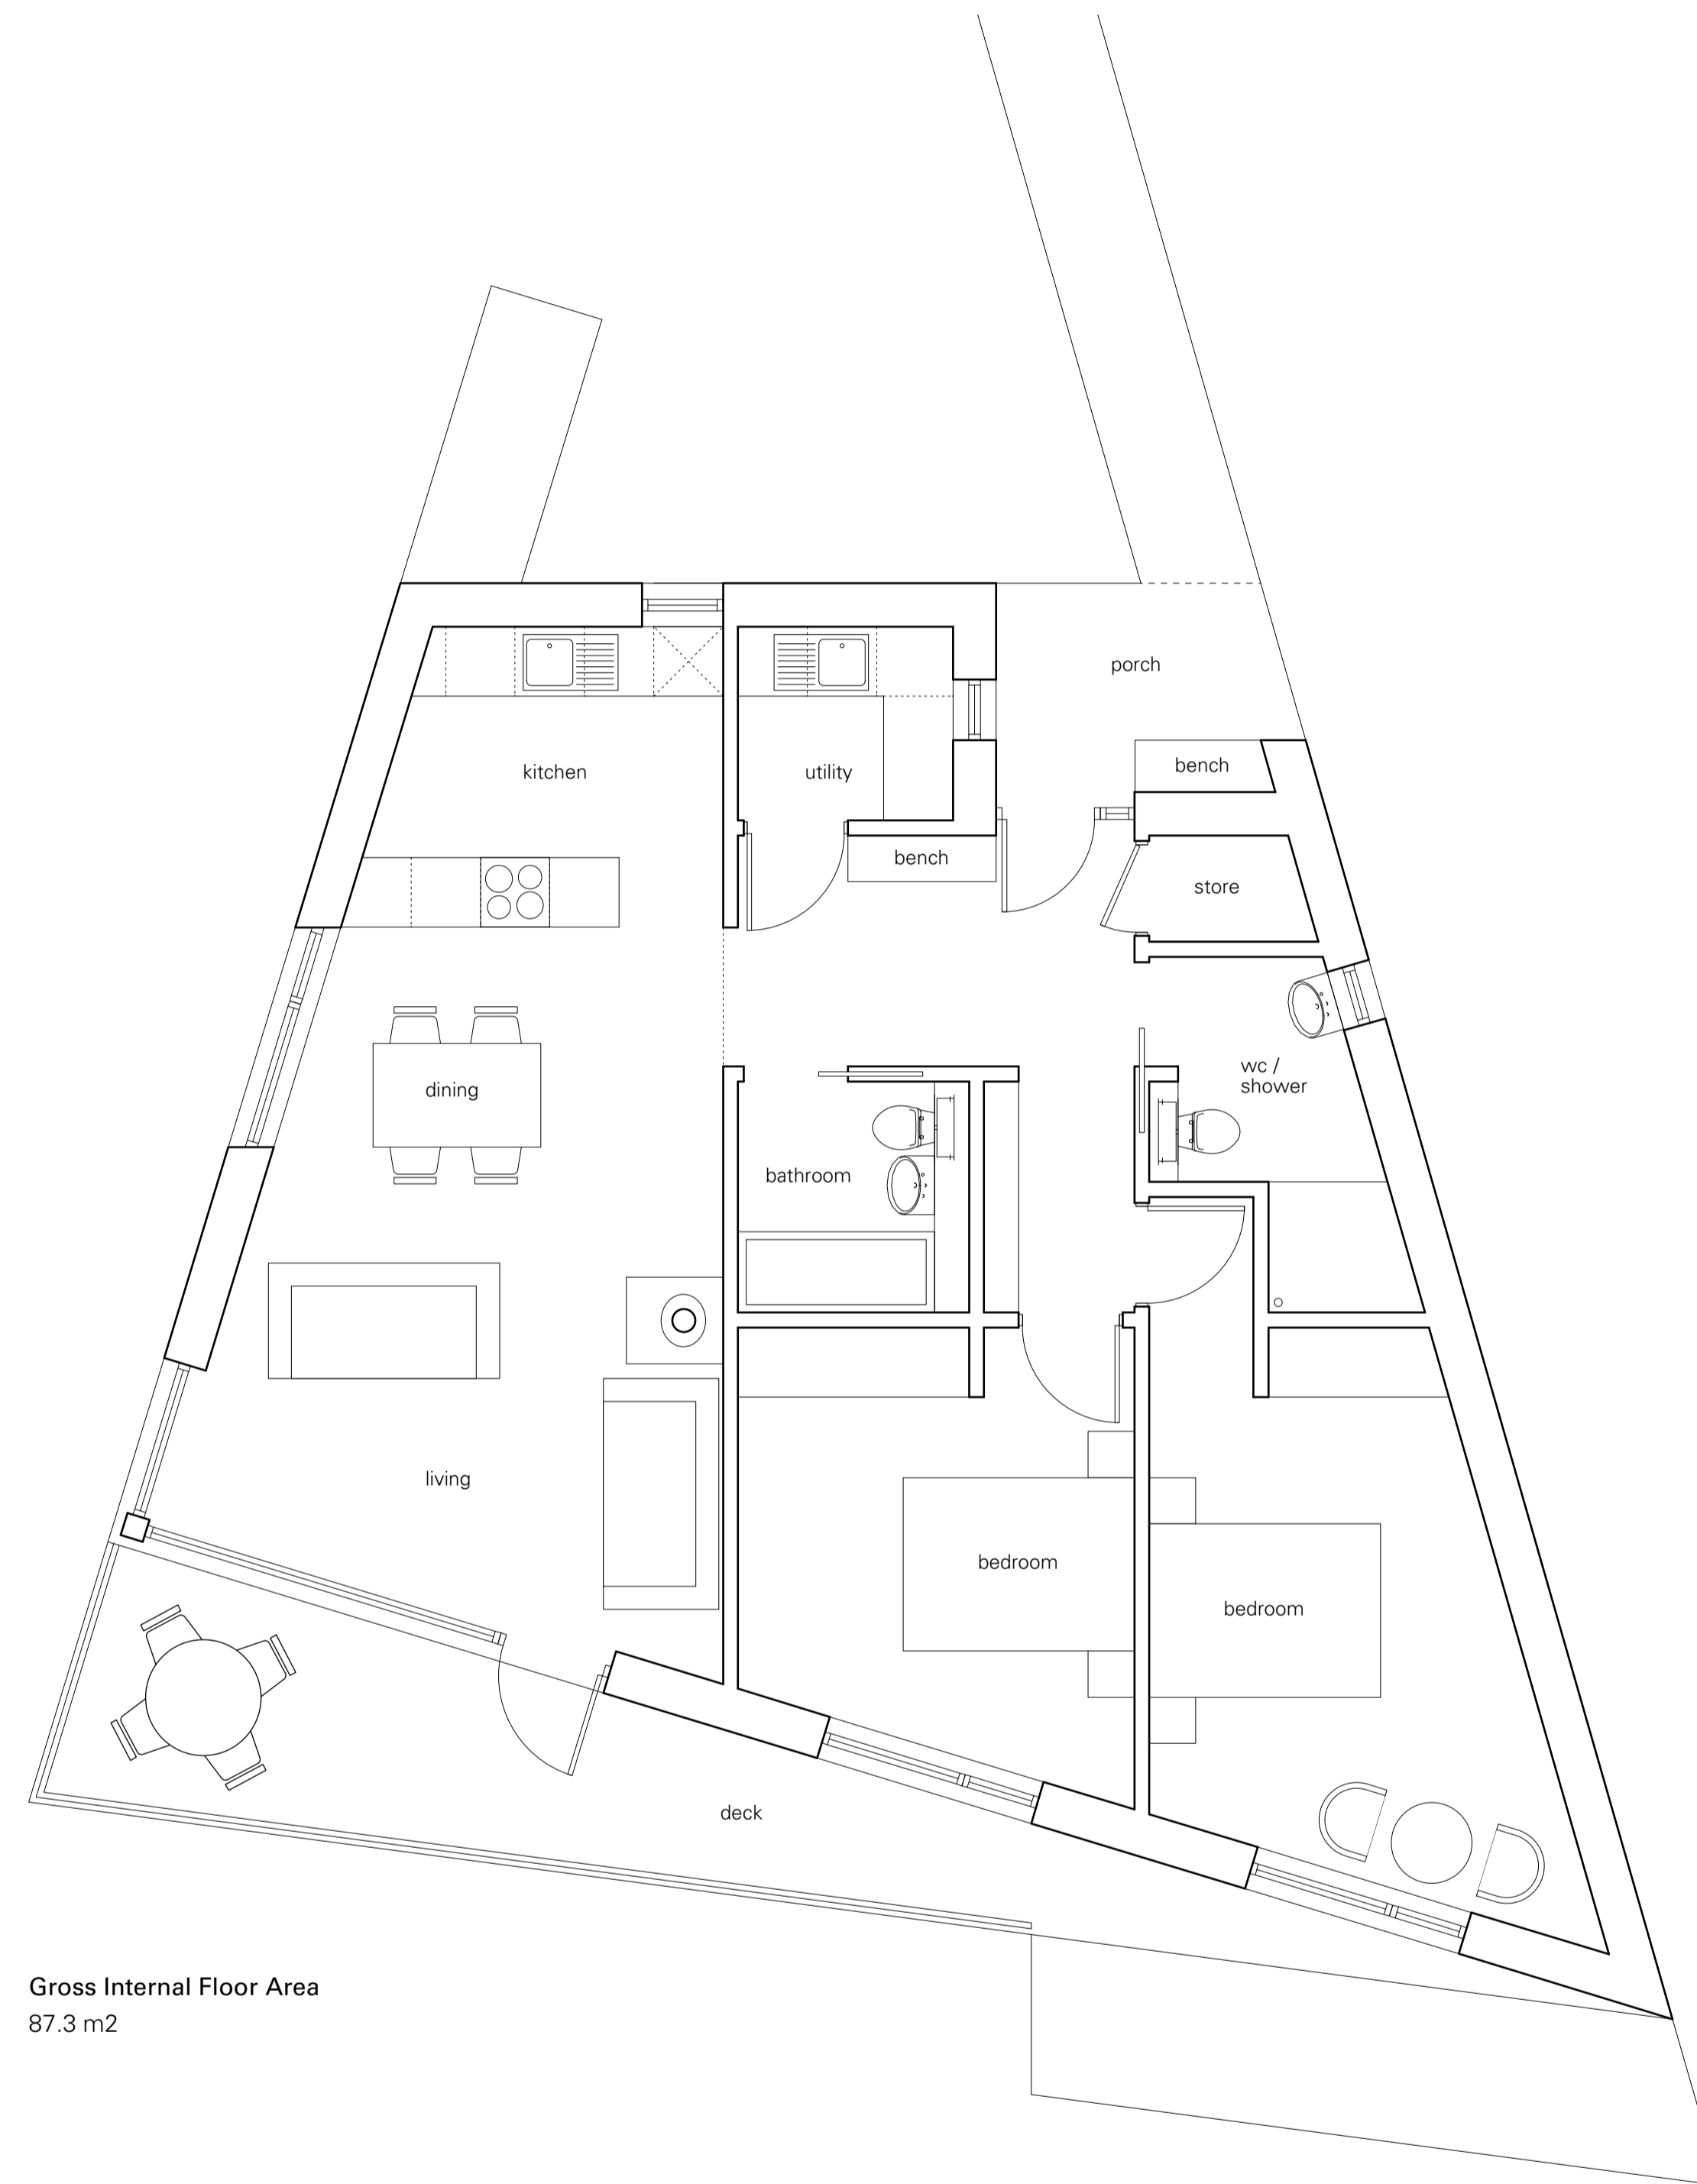 porch
bench
kitchen
utility
bench
store
wc /
shower
dining
bathroom
living
bedroom
bedroom
deck
Gross Internal Floor Area
87.3 m2